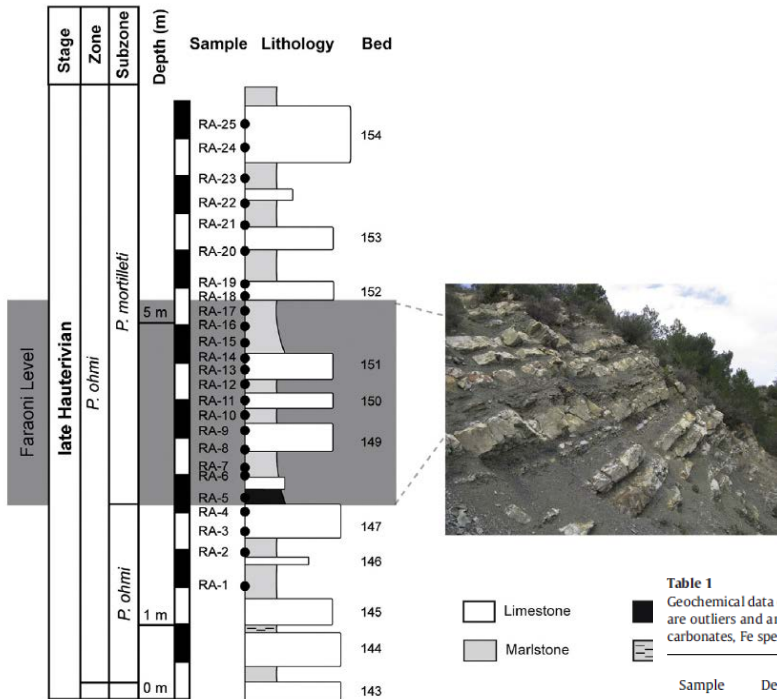 Stage
Zone
Subzone
Depth (m)
Sample Lithology Bed
Faraoni Level
late Hauterivian
P. ohmi
P. mortilleti
P. ohmi
5 m
1 m
0 m
RA-25
RA-24
RA-23
RA-22
RA-21
RA-20
RA-19
RA-18
RA-17
RA-16
RA-15
RA-14
RA-13
RA-12
RA-11
RA-10
RA-9
RA-8
RA-7
RA-6
RA-5
RA-4
RA-3
RA-2
RA-1
154
153
152
151
150
149
147
146
145
144
143
Limestone
Marlstone
Table 1
Geochemical data
are outliers and ar
carbonates, Fe spe
Sample De